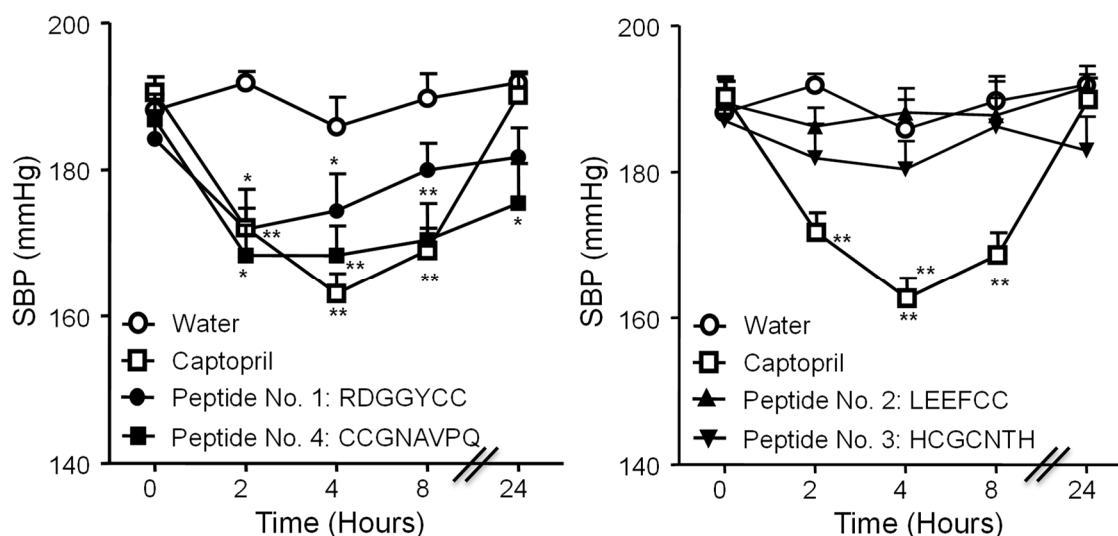 200
180
160
140
SBP (mmHg)
*
**
*
*
**
**
**
**
*
Water
Captopril
Peptide No. 1: RDGGYCC
Peptide No. 4: CCGNAVPQ
0 2 4 8 24
Time (Hours)
200
180
160
140
SBP (mmHg)
**
**
**
**
Water
Captopril
Peptide No. 2: LEEFCC
Peptide No. 3: HCGCNTH
0 2 4 8 24
Time (Hours)